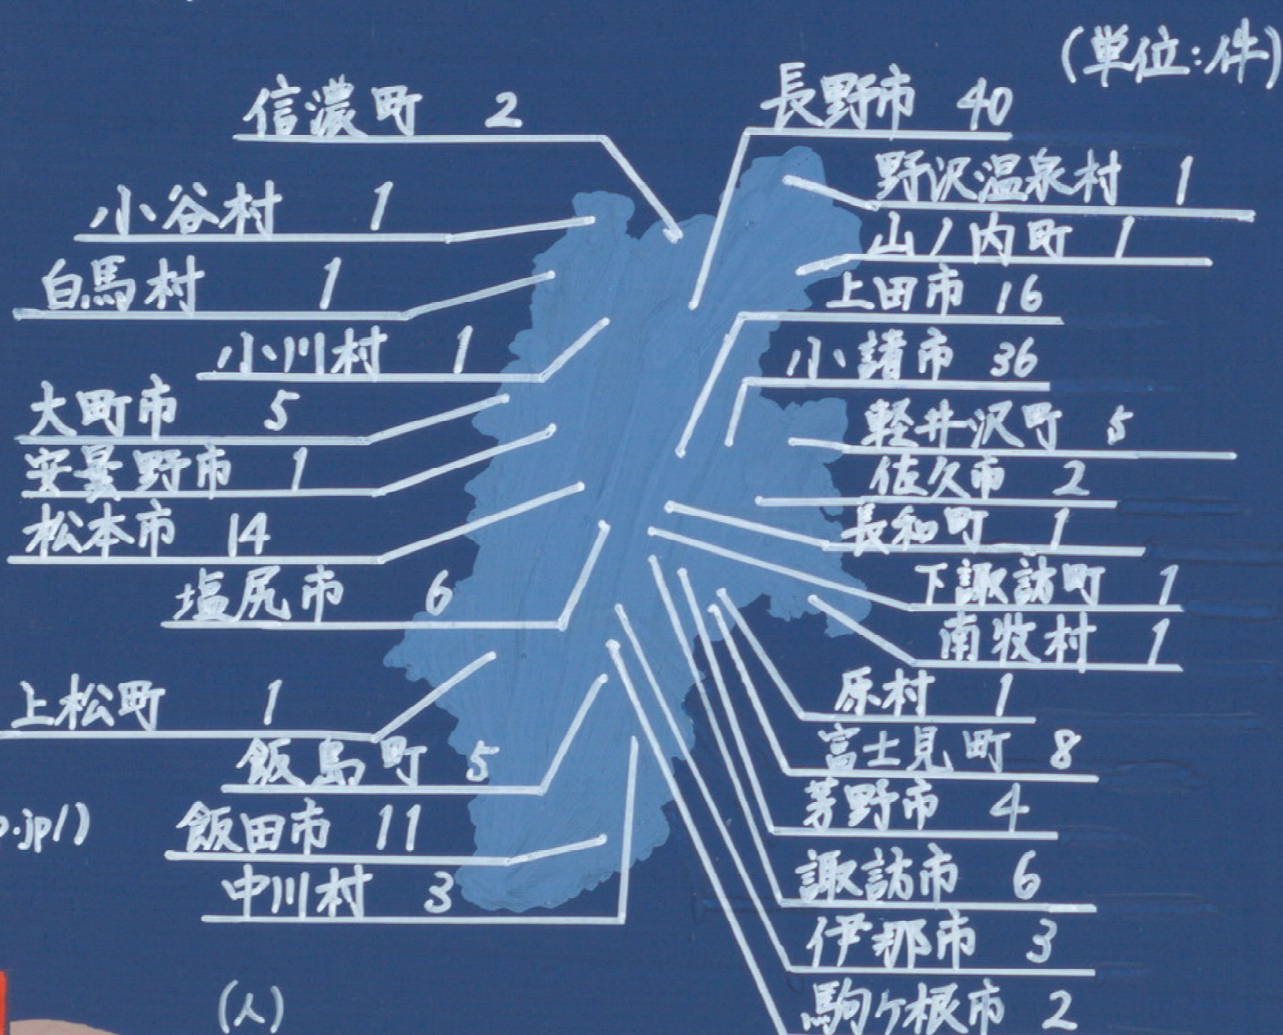 (単位:件)
信濃町 2
小谷村 1
白馬村 1
小川村 1
大町市 5
安曇野市 1
松本市 14
塩尻市 6
上松町 1
飯島町 5
飯田市 11
中川村 3
長野市 40
野沢温泉村 1
山ノ内町 1
上田市 16
小諸市 36
軽井沢町 5
佐久市 2
長和町 1
下諏訪町 1
南牧村 1
原村 1
富士見町 8
茅野市 4
諏訪市 6
伊那市 3
駒ヶ根市 2
.jp/)
(人)